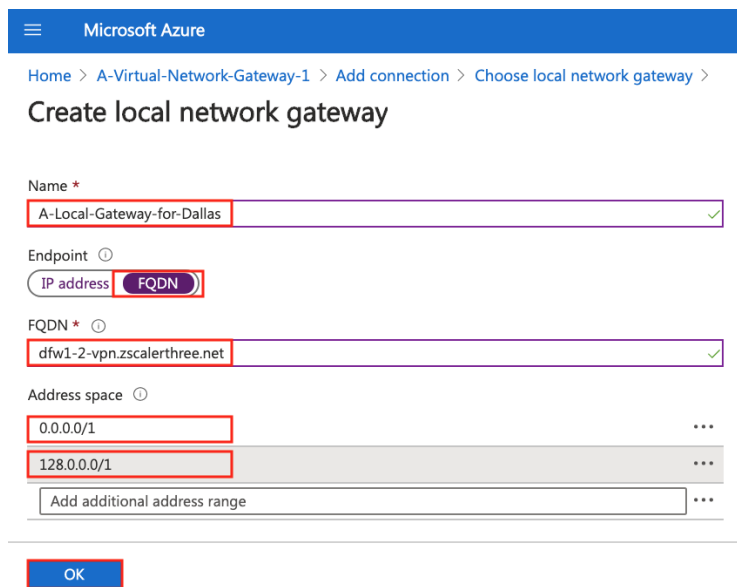 Microsoft Azure
Home > A-Virtual-Network-Gateway-1 > Add connection > Choose local network gateway >
Create local network gateway
Name *
A-Local-Gateway-for-Dallas
Endpoint
IP address FQDN
FQDN *
dfw1-2-vpn.zscalerthree.net
Address space
0.0.0.0/1
128.0.0.0/1
Add additional address range
OK